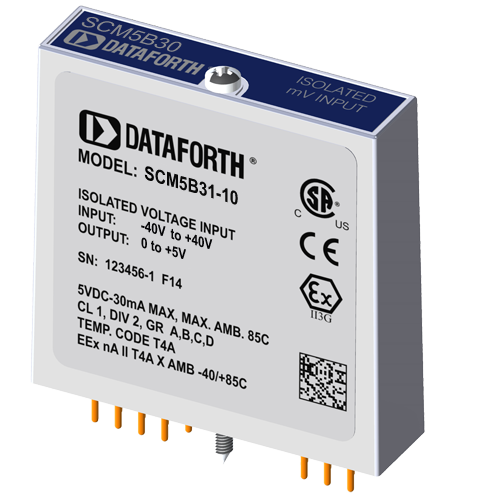 SCM5B30
DATAFORTH
ISOLATED
mV INPUT
DATAFORTH®
MODEL: SCM5B31-10
ISOLATED VOLTAGE INPUT
INPUT: -40V to +40V
OUTPUT: 0 to +5V
SN: 123456-1 F14
5VDC-30mA MAX, MAX. AMB. 85C
CL 1, DIV 2, GR A,B,C,D
TEMP. CODE T4A
EEx nA II T4A X AMB -40/+85C
C SA US
CE
Ex
II3G